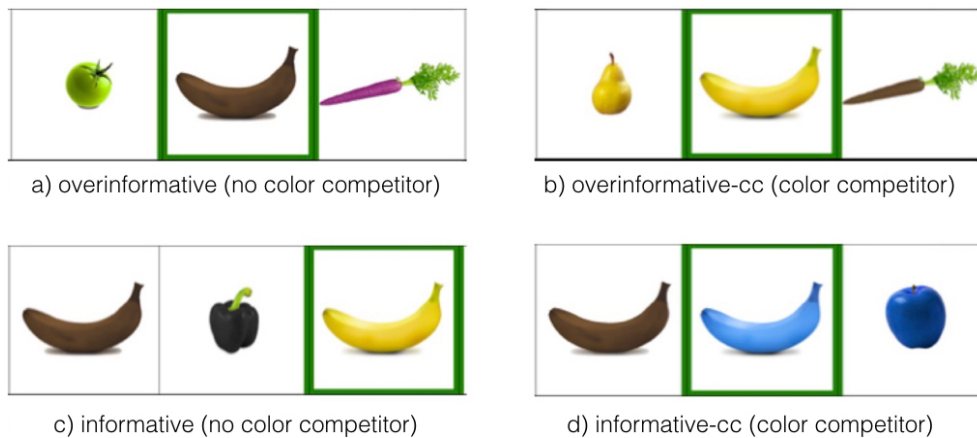 a) overinformative (no color competitor)
b) overinformative-cc (color competitor)
c) informative (no color competitor)
d) informative-cc (color competitor)